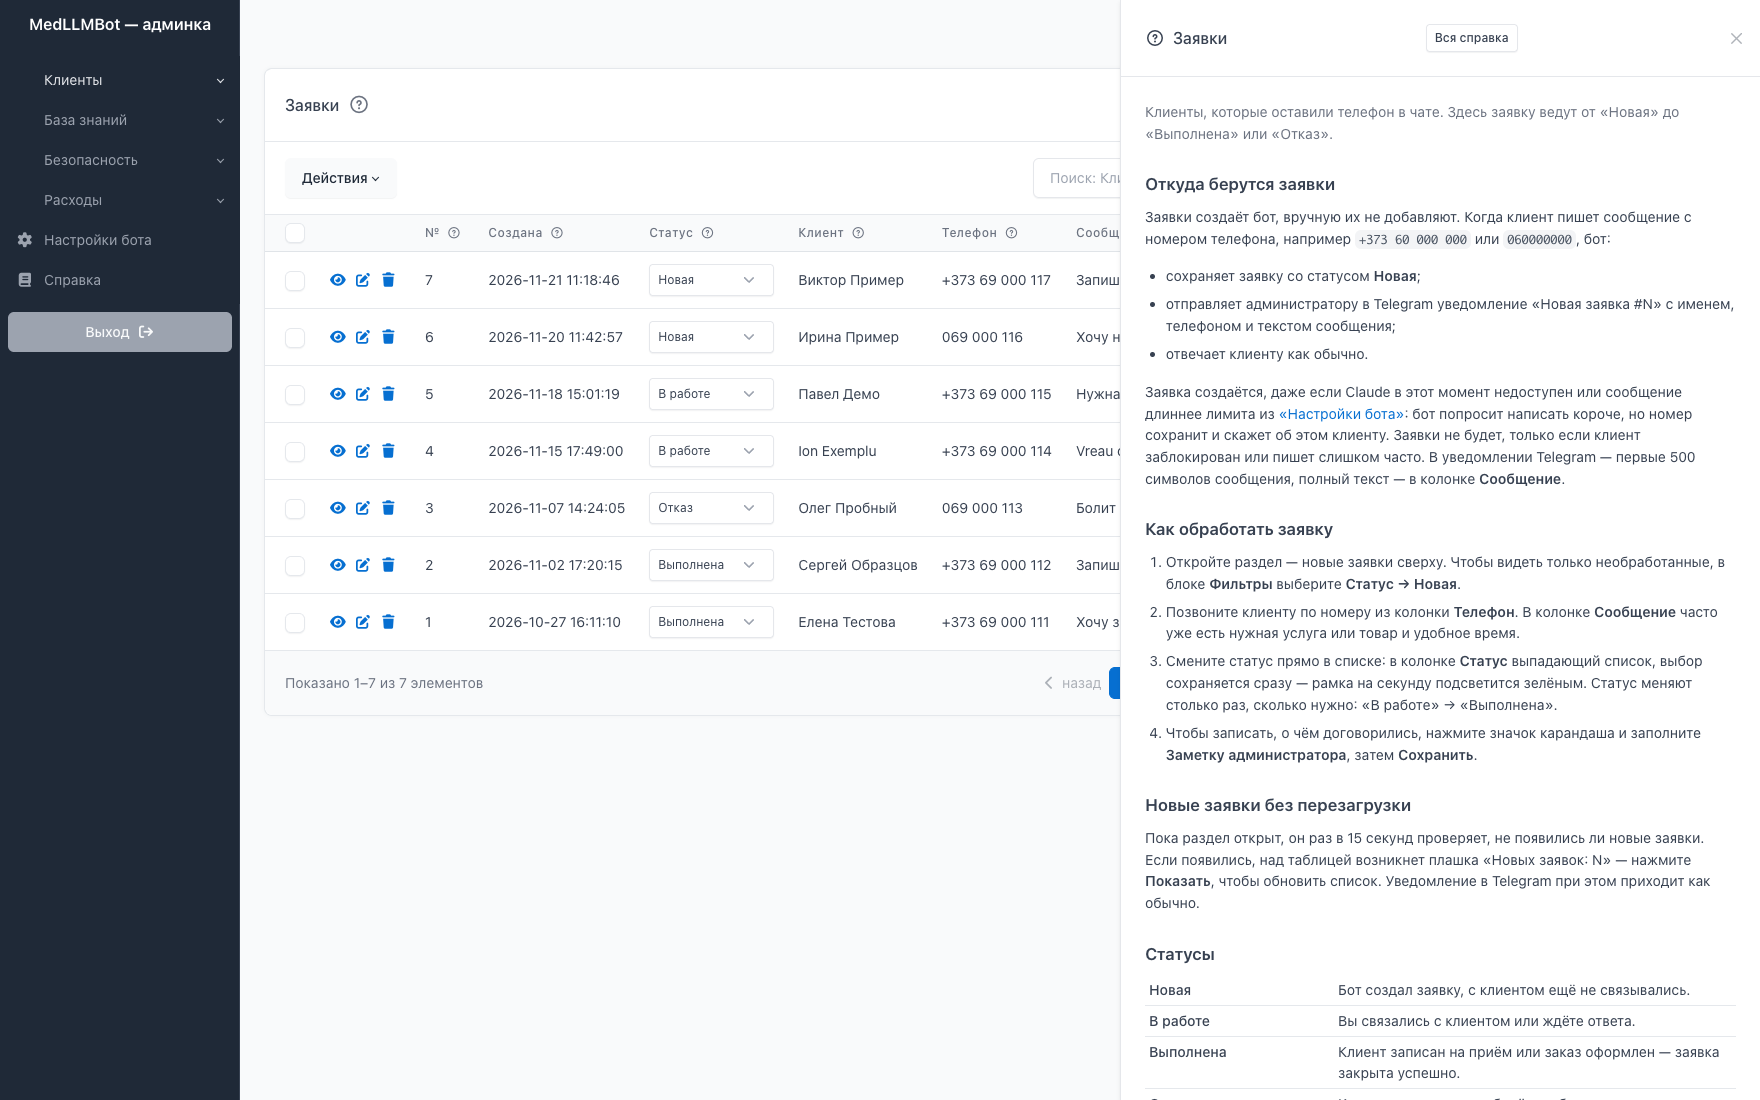 MedLLMBot — админка
Клиенты
База знаний
Безопасность
Расходы
Настройки бота
Справка
Выход
Заявки
Действия
Поиск:
№ Создана Статус Клиент Телефон
7 2026-11-21 11:18:46 Новая Виктор Пример +373 69 000 117
6 2026-11-20 11:42:57 Новая Ирина Пример 069 000 116 Хочу
5 2026-11-18 15:01:19 В работе Павел Демо +373 69 000 115
4 2026-11-15 17:49:00 В работе Ion Exemplu +373 69 000 114 Vreau
3 2026-11-07 14:24:05 Отказ Олег Пробный 069 000 113 Болит
2 2026-11-02 17:20:15 Выполнена Сергей Образцов +373 69 000 112
1 2026-10-27 16:11:10 Выполнена Елена Тестова +373 69 000 111 Хочу
Показано 1–7 из 7 элементов
назад
Заявки
Вся справка
Клиенты, которые оставили телефон в чате. Здесь заявку ведут от «Новая» до
«Выполнена» или «Отказ».
Откуда берутся заявки
Заявки создаёт бот, вручную их не добавляют. Когда клиент пишет сообщение с
номером телефона, например +373 60 000 000 или 060000000, бот:
• сохраняет заявку со статусом Новая;
• отправляет администратору в Telegram уведомление «Новая заявка #N» с именем,
телефоном и текстом сообщения;
• отвечает клиенту как обычно.
Заявка создаётся, даже если Claude в этот момент недоступен или сообщение
длиннее лимита из «Настройки бота»: бот попросит написать короче, но номер
сохранит и скажет об этом клиенту. Заявки не будет, только если клиент
заблокирован или пишет слишком часто. В уведомлении Telegram — первые 500
символов сообщения, полный текст — в колонке Сообщение.
Как обработать заявку
1. Откройте раздел — новые заявки сверху. Чтобы видеть только необработанные, в
блоке Фильтры выберите Статус → Новая.
2. Позвоните клиенту по номеру из колонки Телефон. В колонке Сообщение часто
уже есть нужная услуга или товар и удобное время.
3. Смените статус прямо в списке: в колонке Статус выпадающий список, выбор
сохраняется сразу — рамка на секунду подсветится зелёным. Статус меняют
столько раз, сколько нужно: «В работе» → «Выполнена».
4. Чтобы записать, о чём договорились, нажмите значок карандаша и заполните
Заметку администратора, затем Сохранить.
Новые заявки без перезагрузки
Пока раздел открыт, он раз в 15 секунд проверяет, не появились ли новые заявки.
Если появились, над таблицей возникнет плашка «Новых заявок: N» — нажмите
Показать, чтобы обновить список. Уведомление в Telegram при этом приходит как
обычно.
Статусы
Новая Бот создал заявку, с клиентом ещё не связывались.
В работе Вы связались с клиентом или ждёте ответа.
Выполнена Клиент записан на приём или заказ оформлен — заявка
закрыта успешно.